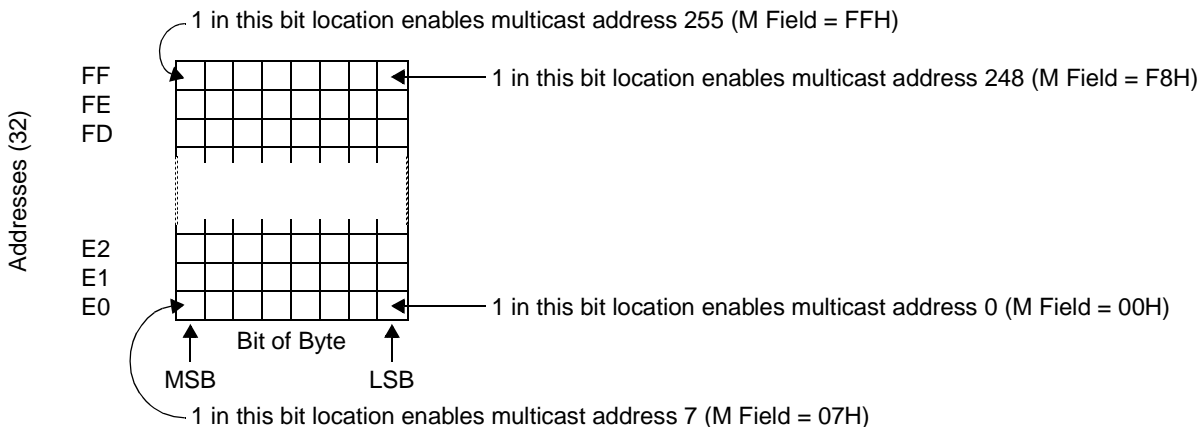 1 in this bit location enables multicast address 255 (M Field = FFH)
FF
1 in this bit location enables multicast address 248 (M Field = F8H)
FE
FD
Addresses (32)
E2
E1
E0
1 in this bit location enables multicast address 0 (M Field = 00H)
Bit of Byte
MSB
LSB
1 in this bit location enables multicast address 7 (M Field = 07H)